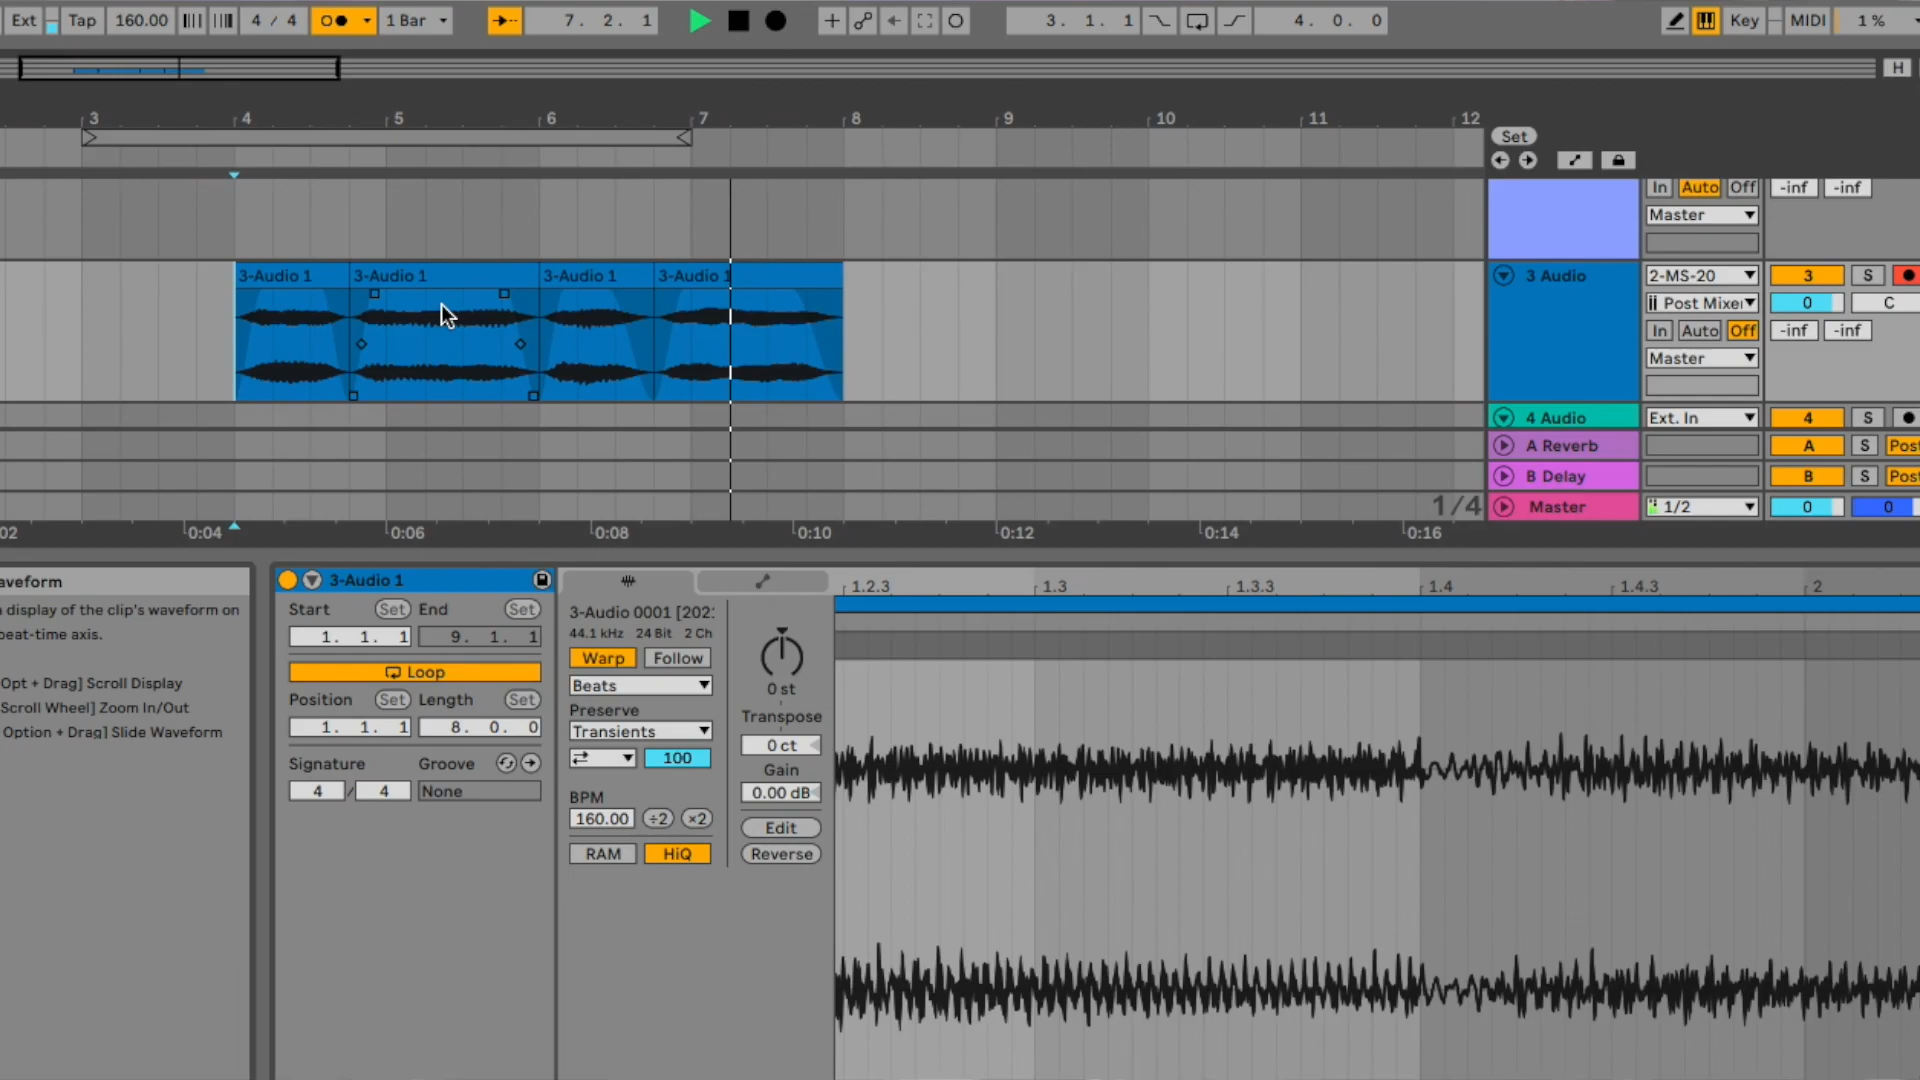 Ext Tap 160.00 4 / 4 1 Bar 7. 2. 1 3. 1. 1 4. 0. 0 Key MIDI 1 %
H
3 4 5 6 7 8 9 10 11 12
Set
In Auto Off -inf -inf
Master
3-Audio 1 3-Audio 1 3-Audio 1 3-Audio 1
3 Audio 2-MS-20 3 S
Post Mixer 0 C
In Auto Off -inf -inf
Master
4 Audio Ext. In 4 S
A Reverb A S Post
B Delay B S Post
1/4 Master 1/2 0 0
02 0:04 0:06 0:08 0:10 0:12 0:14 0:16
aveform
a display of the clip's waveform on
beat-time axis.
Opt + Drag] Scroll Display
Scroll Wheel] Zoom In/Out
Option + Drag] Slide Waveform
3-Audio 1
Start Set End Set
1. 1. 1 9. 1. 1
Loop
Position Set Length Set
1. 1. 1 8. 0. 0
Signature Groove
4 / 4 None
3-Audio 0001 [202
44.1 kHz 24 Bit 2 Ch
Warp Follow
Beats
Preserve
Transients
100
BPM
160.00 ÷2 ×2
RAM HiQ
0 st
Transpose
0 ct
Gain
0.00 dB
Edit
Reverse
1.2.3 1.3 1.3.3 1.4 1.4.3 2